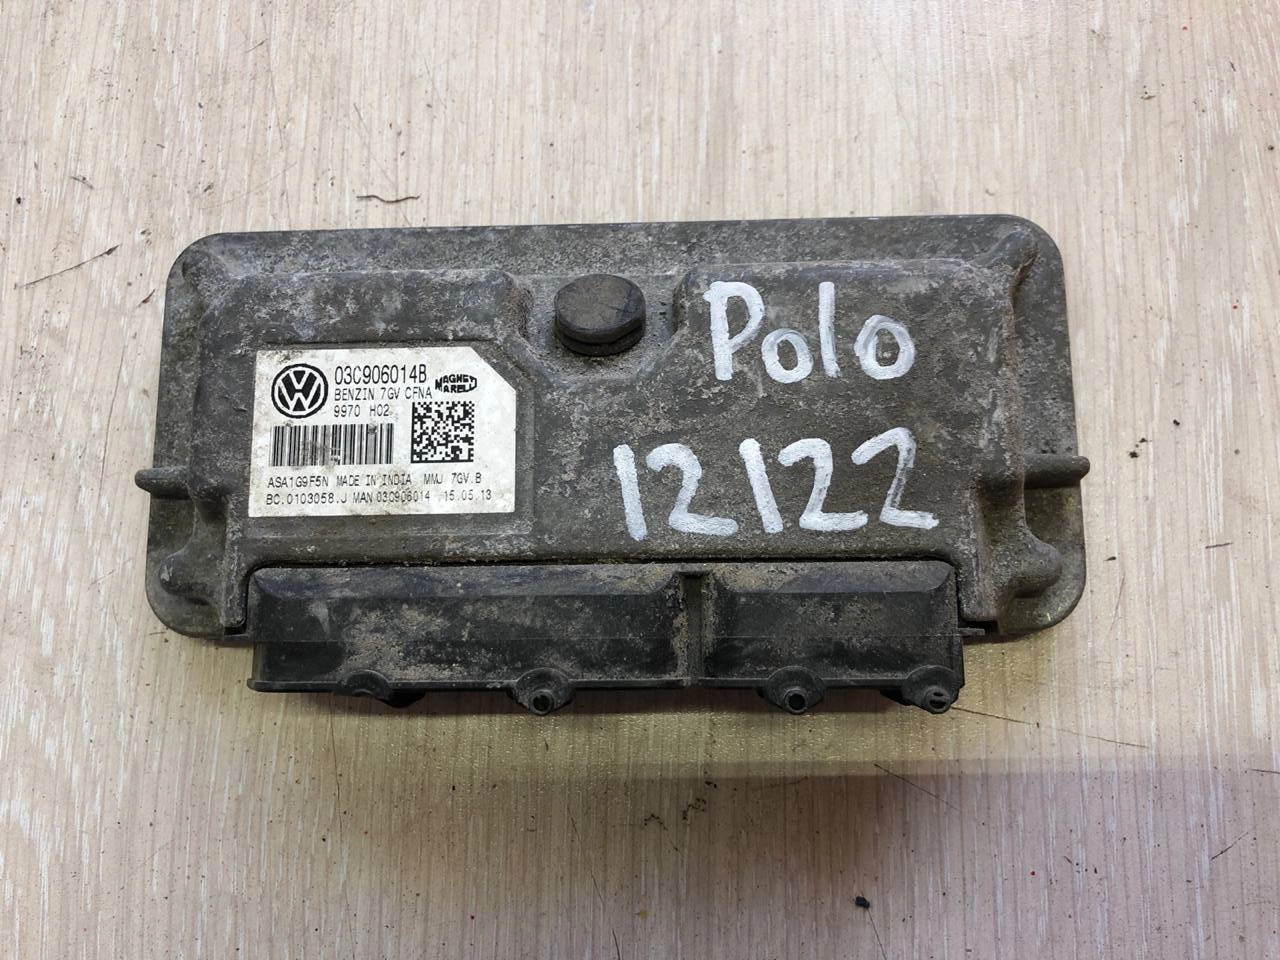 VW
03C906014B
BENZIN 7GV CFNA
MAGNETI MARELLI
9970 H02
ASA1G9F5N MADE IN INDIA MMJ 7GV.B
BC.0103058.J MAN 03C906014 15.05.13
Polo
12122